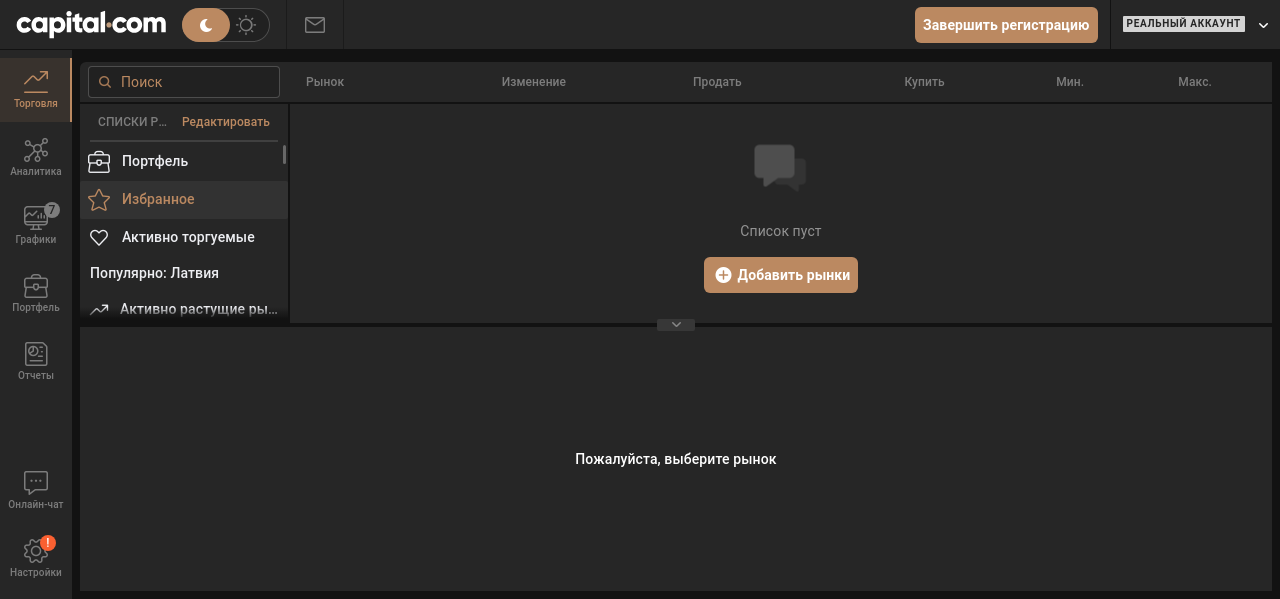 capital.com
Завершить регистрацию
РЕАЛЬНЫЙ АККАУНТ
Торговля
Аналитика
7
Графики
Портфель
Отчеты
Онлайн-чат
!
Настройки
Поиск
Рынок
Изменение
Продать
Купить
Мин.
Макс.
СПИСКИ Р...
Редактировать
Портфель
Избранное
Активно торгуемые
Популярно: Латвия
Активно растущие ры...
Список пуст
Добавить рынки
Пожалуйста, выберите рынок